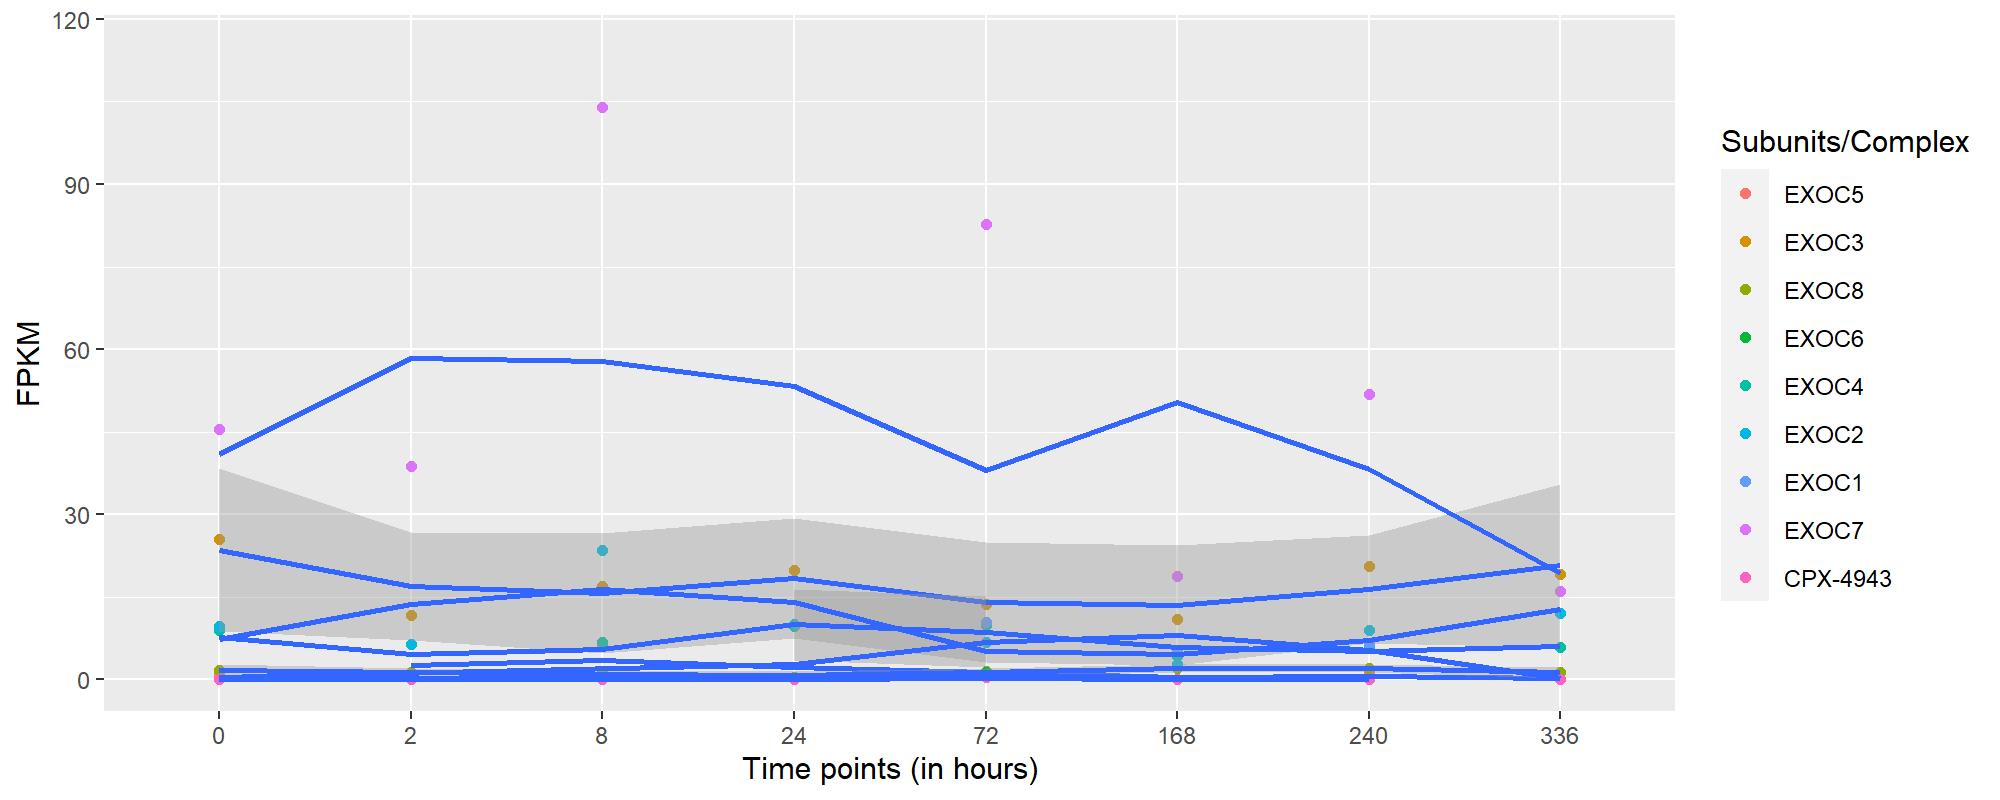 120
90
60
30
0
FPKM
0 2 8 24 72 168 240 336
Time points (in hours)
Subunits/Complex
EXOC5
EXOC3
EXOC8
EXOC6
EXOC4
EXOC2
EXOC1
EXOC7
CPX-4943